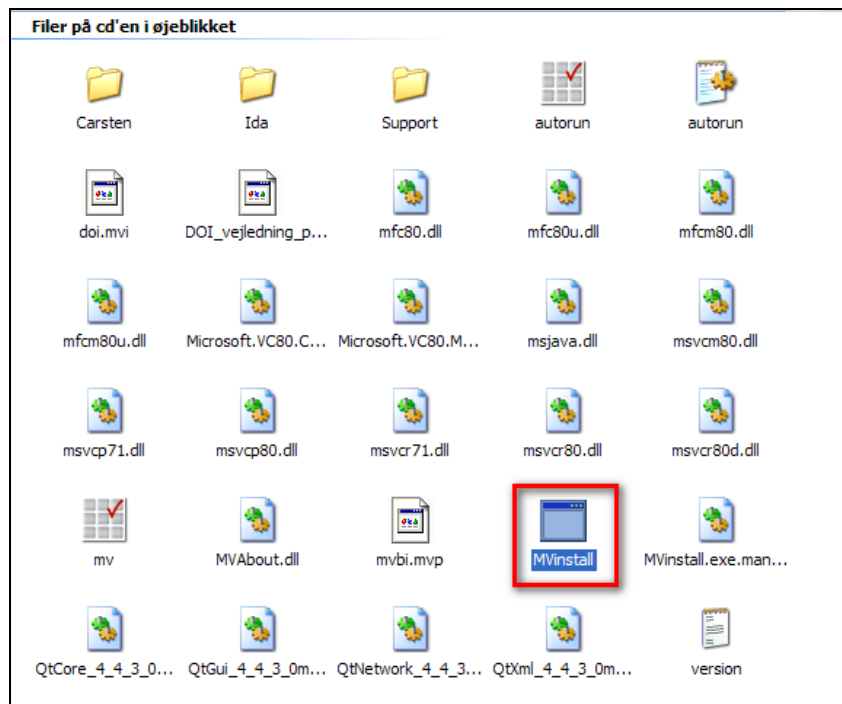 Filer på cd'en i øjeblikket
Carsten
Ida
Support
autorun
autorun
doi.mvi
DOI_vejledning_p...
mfc80.dll
mfc80u.dll
mfcm80.dll
mfcm80u.dll
Microsoft.VC80.C...
Microsoft.VC80.M...
msjava.dll
msvcm80.dll
msvcp71.dll
msvcp80.dll
msvcr71.dll
msvcr80.dll
msvcr80d.dll
mv
MVAbout.dll
mvbi.mvp
MVinstall
MVinstall.exe.man...
QtCore_4_4_3_0...
QtGui_4_4_3_0m...
QtNetwork_4_4_3...
QtXml_4_4_3_0m...
version